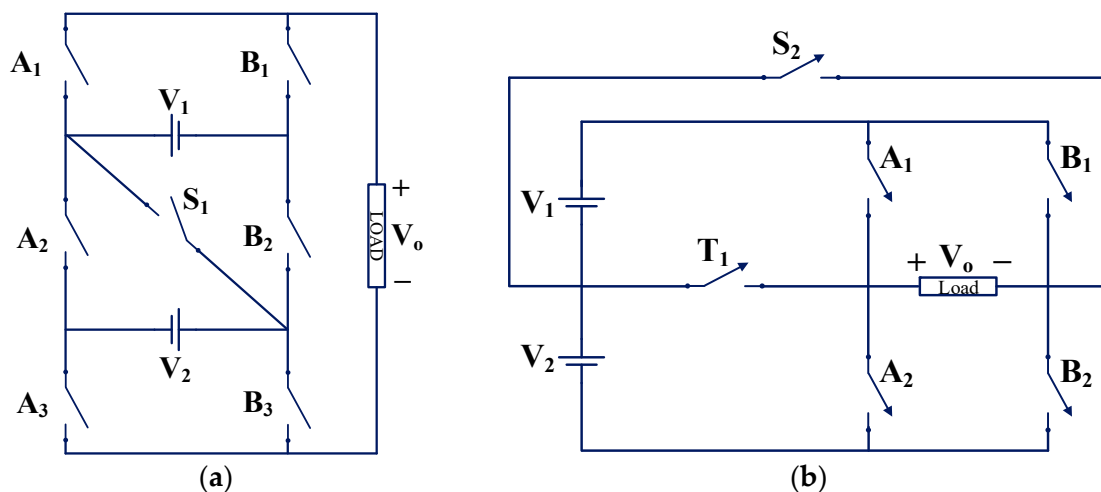 A₁
B₁
V₁
S₁
A₂
B₂
+
LOAD
Vₒ
−
V₂
A₃
B₃
(a)
S₂
A₁
B₁
V₁
T₁
+ Vₒ −
Load
V₂
A₂
B₂
(b)